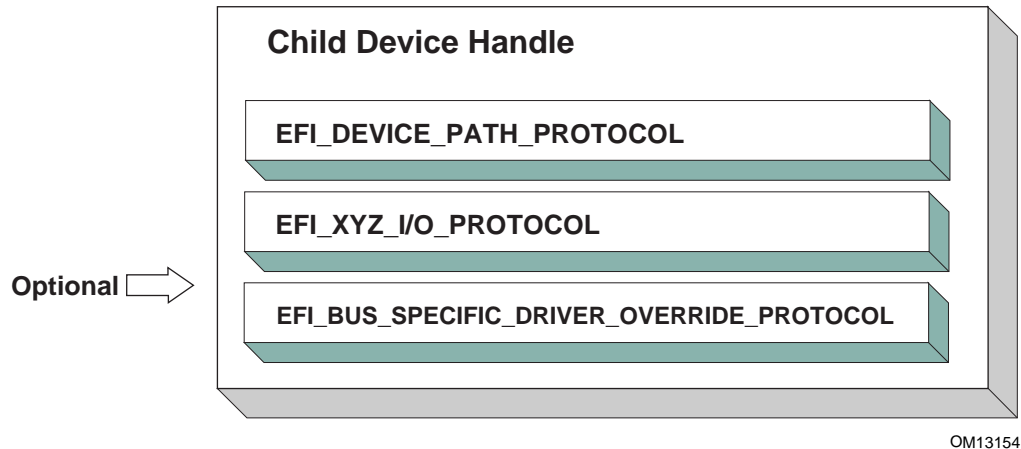 Child Device Handle
EFI_DEVICE_PATH_PROTOCOL
EFI_XYZ_I/O_PROTOCOL
Optional
EFI_BUS_SPECIFIC_DRIVER_OVERRIDE_PROTOCOL
OM13154